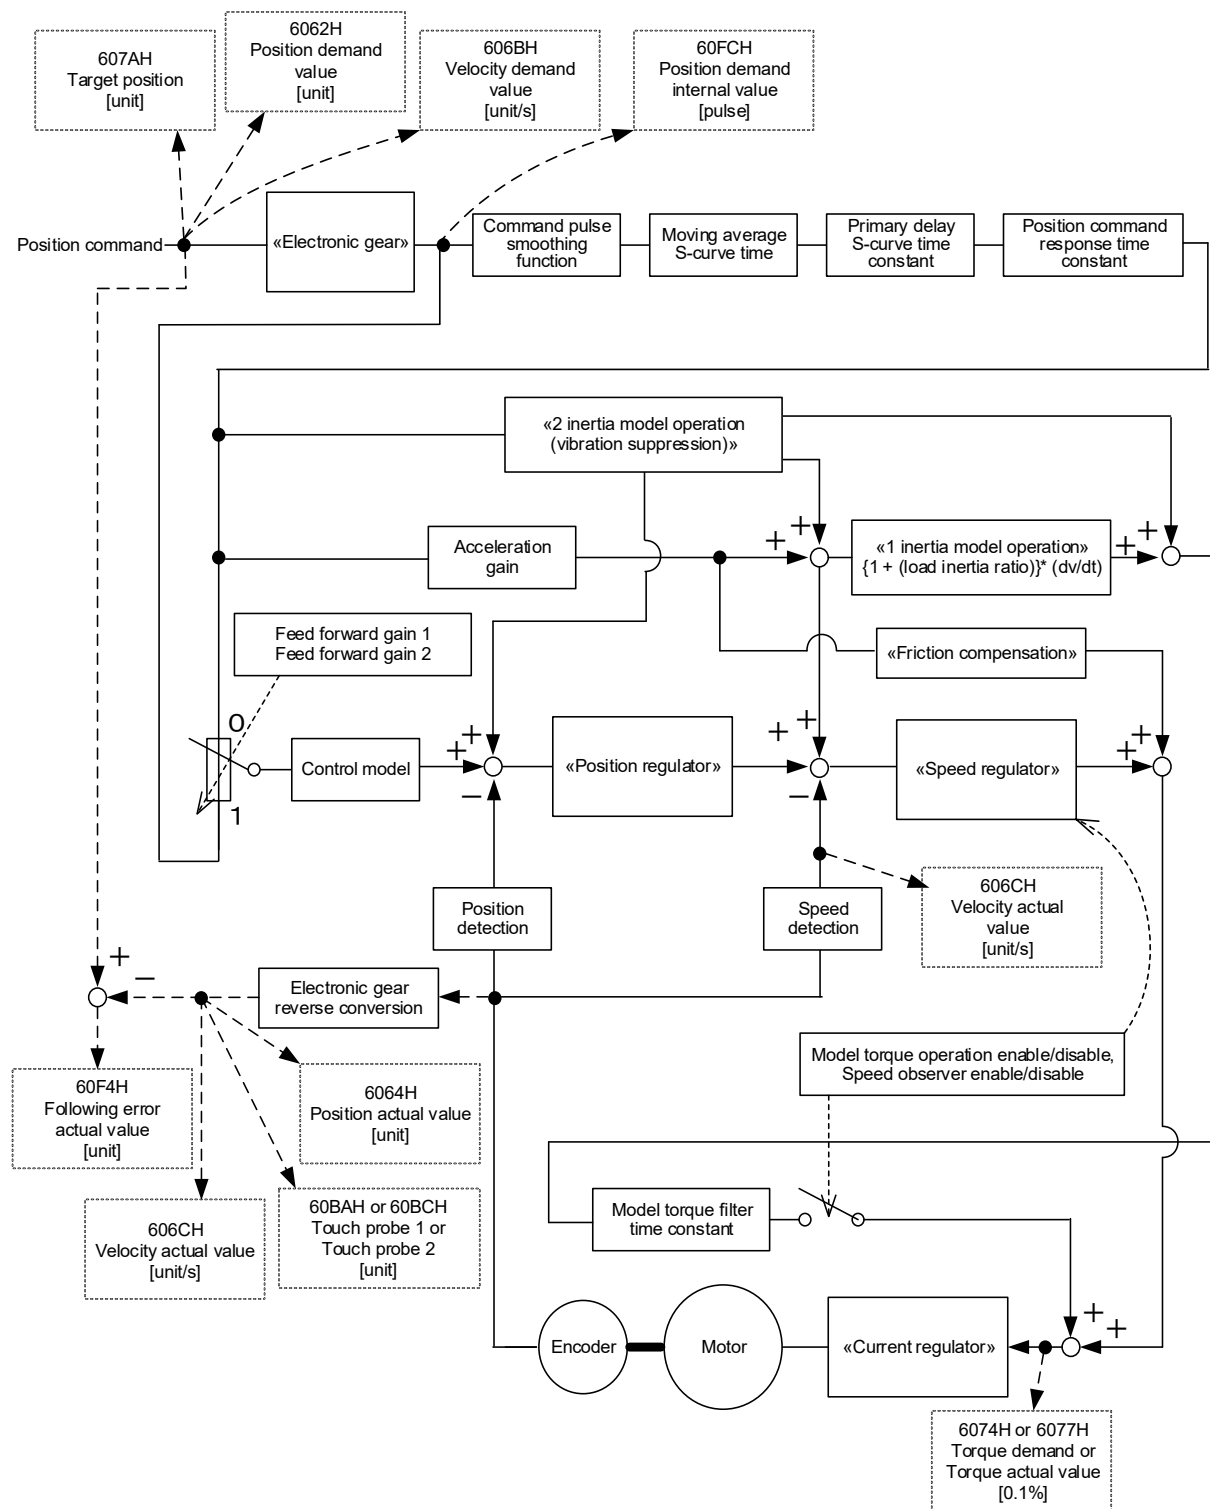 607AH
Target position
[unit]
6062H
Position demand
value
[unit]
606BH
Velocity demand
value
[unit/s]
60FCH
Position demand
internal value
[pulse]
Position command
«Electronic gear»
Command pulse
smoothing
function
Moving average
S-curve time
Primary delay
S-curve time
constant
Position command
response time
constant
«2 inertia model operation
(vibration suppression)»
Acceleration
gain
+
+
«1 inertia model operation»
{1 + (load inertia ratio)}* (dv/dt)
+
+
Feed forward gain 1
Feed forward gain 2
«Friction compensation»
0
1
Control model
+
+
−
«Position regulator»
+
+
−
«Speed regulator»
+
+
606CH
Velocity actual
value
[unit/s]
Position
detection
Speed
detection
+
−
Electronic gear
reverse conversion
Model torque operation enable/disable,
Speed observer enable/disable
60F4H
Following error
actual value
[unit]
6064H
Position actual value
[unit]
606CH
Velocity actual value
[unit/s]
60BAH or 60BCH
Touch probe 1 or
Touch probe 2
[unit]
Model torque filter
time constant
Encoder
Motor
«Current regulator»
+
+
6074H or 6077H
Torque demand or
Torque actual value
[0.1%]